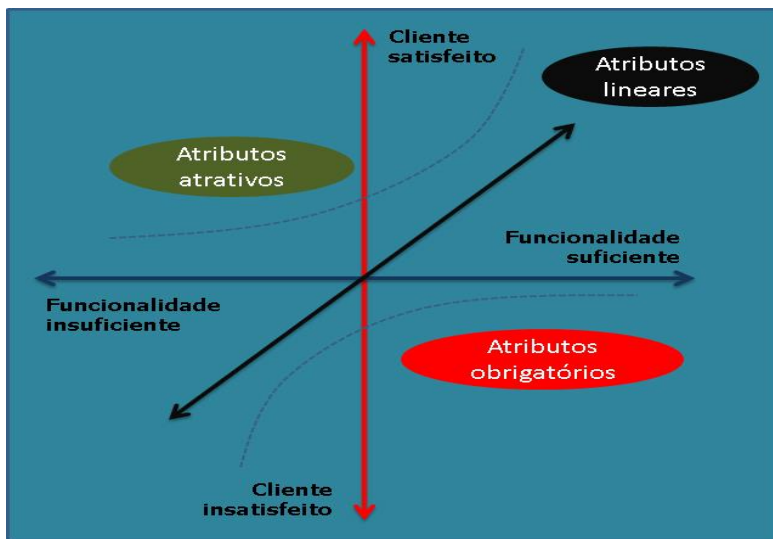 Cliente
satisfeito
Atributos
lineares
Atributos
atrativos
Funcionalidade
suficiente
Funcionalidade
insuficiente
Atributos
obrigatórios
Cliente
insatisfeito